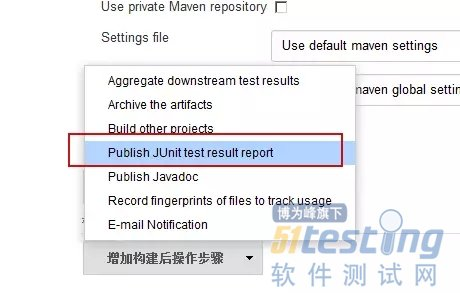 Use private Maven repository
Settings file
Use default maven settings
Aggregate downstream test results
Archive the artifacts
maven global setting
Build other projects
Publish JUnit test result report
Publish Javadoc
Record fingerprints of files to track usage
E-mail Notification
增加构建后操作步骤
博为峰旗下
51testing
软件测试网